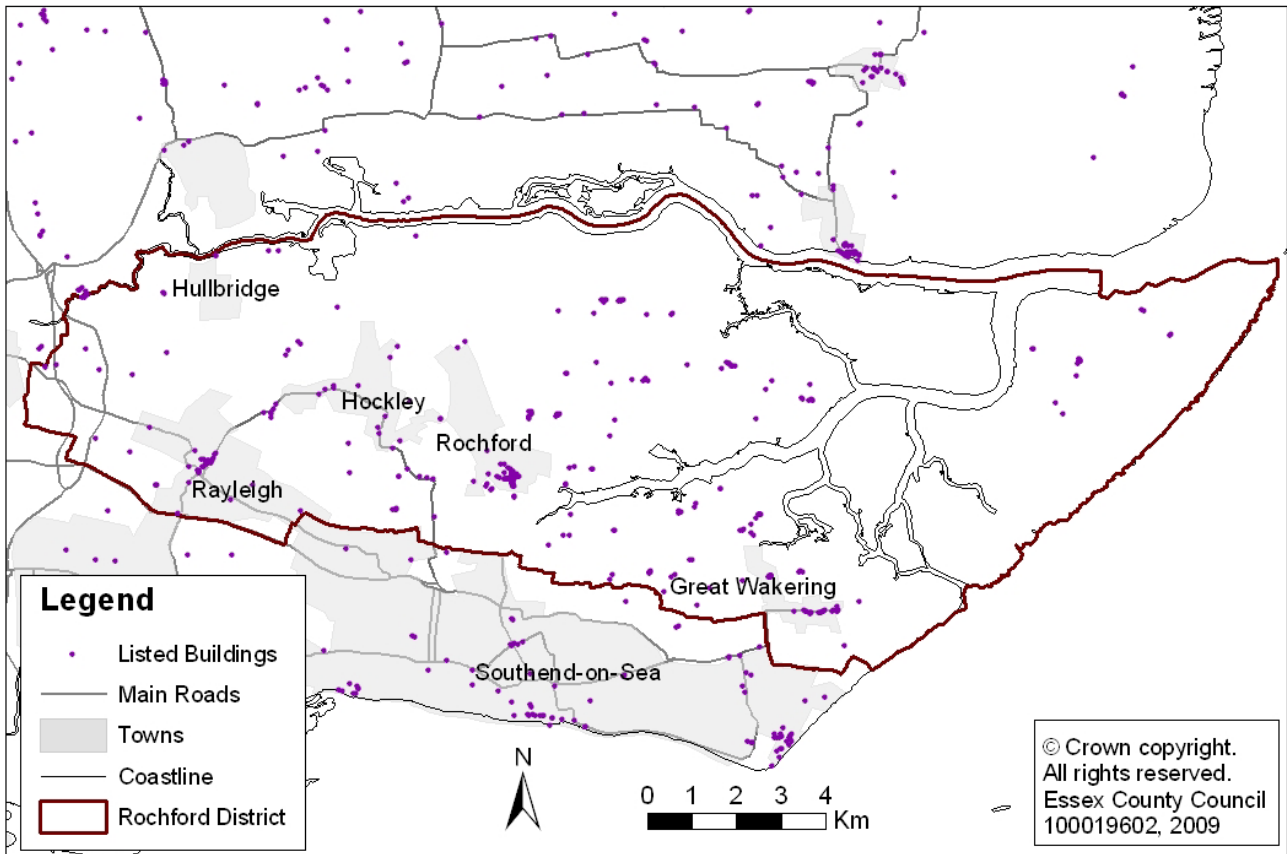 Hullbridge
Hockley
Rochford
Rayleigh
Great Wakering
Southend-on-Sea
Legend
Listed Buildings
Main Roads
Towns
Coastline
Rochford District
N
0 1 2 3 4
Km
© Crown copyright.
All rights reserved.
Essex County Council
100019602, 2009